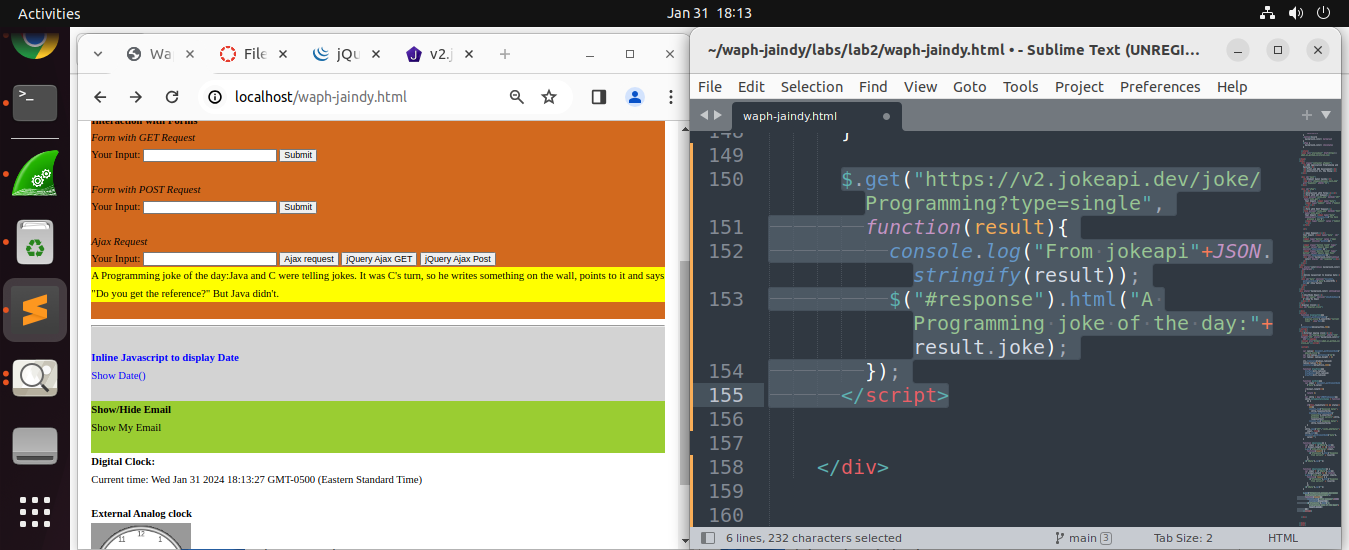 Activities
Jan 31 18:13
Wa
File
jQu
v2.j
localhost/waph-jaindy.html
Interaction with Forms
Form with GET Request
Your Input: Submit
Form with POST Request
Your Input: Submit
Ajax Request
Your Input: Ajax request jQuery Ajax GET jQuery Ajax Post
A Programming joke of the day:Java and C were telling jokes. It was C's turn, so he writes something on the wall, points to it and says
"Do you get the reference?" But Java didn't.
Inline Javascript to display Date
Show Date()
Show/Hide Email
Show My Email
Digital Clock:
Current time: Wed Jan 31 2024 18:13:27 GMT-0500 (Eastern Standard Time)
External Analog clock
11 12 1
~/waph-jaindy/labs/lab2/waph-jaindy.html • - Sublime Text (UNREGI...
File Edit Selection Find View Goto Tools Project Preferences Help
waph-jaindy.html
148 }
149
150 $.get("https://v2.jokeapi.dev/joke/
Programming?type=single",
151 function(result){
152 console.log("From jokeapi"+JSON.
stringify(result));
153 $("#response").html("A
Programming joke of the day:"+
result.joke);
154 });
155 </script>
156
157
158 </div>
159
160
6 lines, 232 characters selected
main 3
Tab Size: 2
HTML